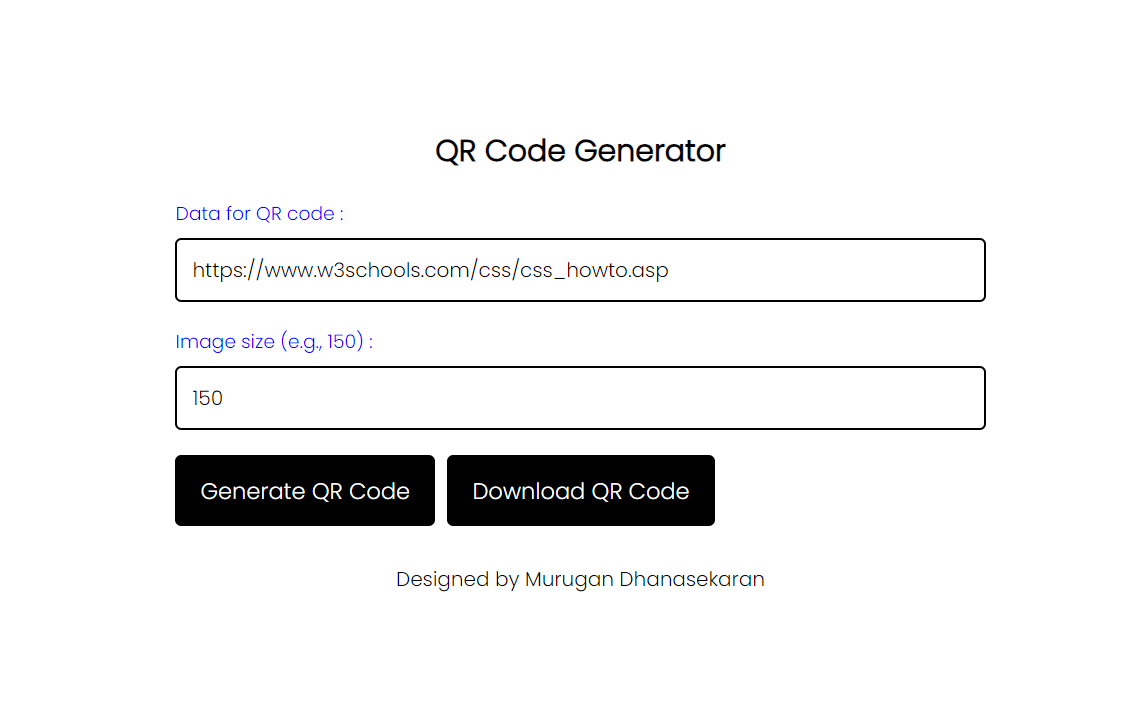 QR Code Generator
Data for QR code :
https://www.w3schools.com/css/css_howto.asp
Image size (e.g., 150) :
150
Generate QR Code Download QR Code
Designed by Murugan Dhanasekaran